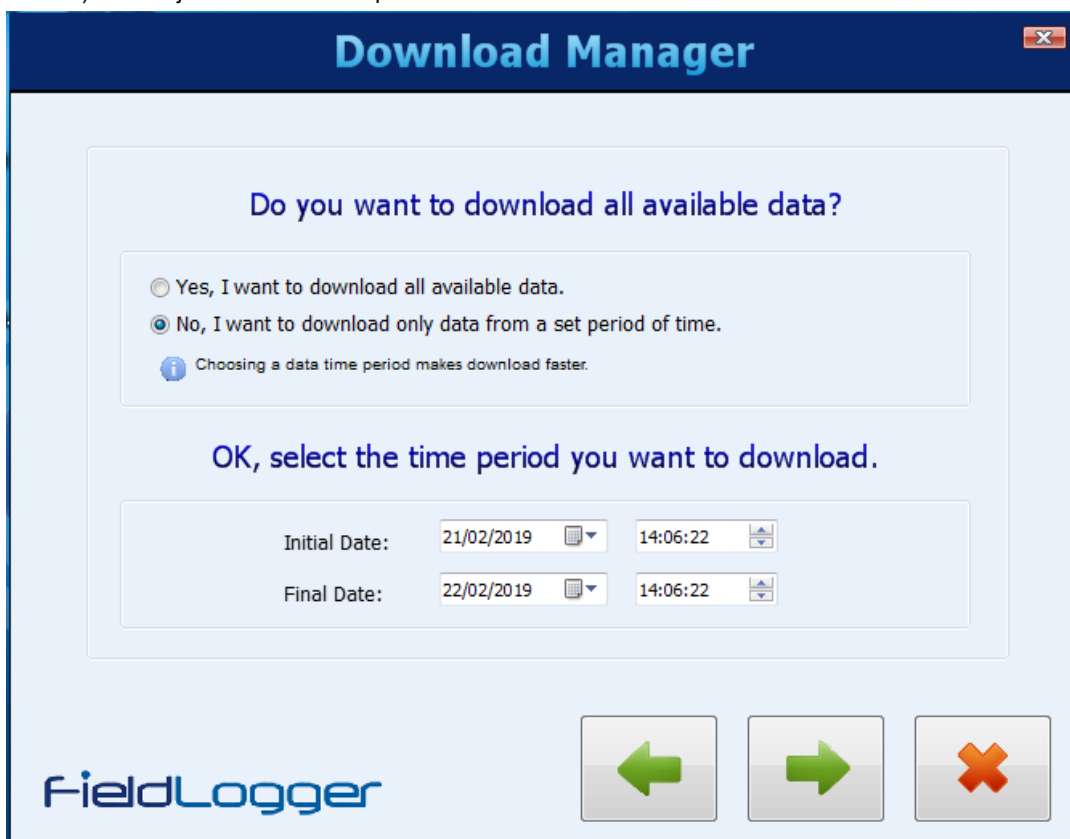 Download Manager
Do you want to download all available data?
Yes, I want to download all available data.
No, I want to download only data from a set period of time.
Choosing a data time period makes download faster.
OK, select the time period you want to download.
Initial Date: 21/02/2019 14:06:22
Final Date: 22/02/2019 14:06:22
FieldLogger